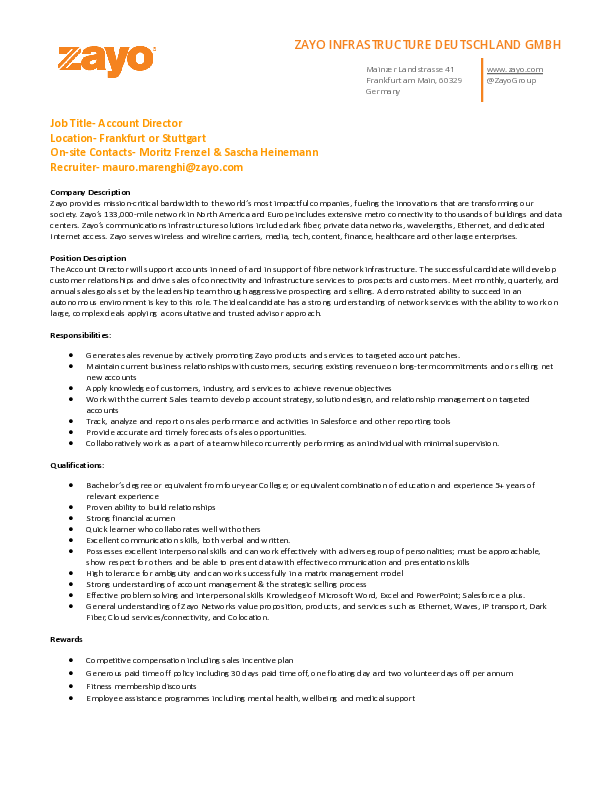 zayo
ZAYO INFRASTRUCTURE DEUTSCHLAND GMBH
Mainzer Landstrasse 41
Frankfurt am Main, 60329
Germany
www.zayo.com
@ZayoGroup
Job Title- Account Director
Location- Frankfurt or Stuttgart
On-site Contacts- Moritz Frenzel & Sascha Heinemann
Recruiter- mauro.marenghi@zayo.com
Company Description
Zayo provides mission-critical bandwidth to the world's most impactful companies, fueling the innovations that are transforming our
society. Zayo's 133,000-mile network in North America and Europe includes extensive metro connectivity to thousands of buildings and data
centers. Zayo's communications infrastructure solutions include dark fiber, private data networks, wavelengths, Ethernet, and dedicated
Internet access. Zayo serves wireless and wireline carriers, media, tech, content, finance, healthcare and other large enterprises.
Position Description
The Account Director will support accounts in need of and in support of fibre network infrastructure. The successful candidate will develop
customer relationships and drive sales of connectivity and infrastructure services to prospects and customers. Meet monthly, quarterly, and
annual sales goals set by the leadership team through aggressive prospecting and selling. A demonstrated ability to succeed in an
autonomous environment is key to this role. The ideal candidate has a strong understanding of network services with the ability to work on
large, complex deals applying a consultative and trusted advisor approach.
Responsibilities:
● Generate sales revenue by actively promoting Zayo products and services to targeted account patches.
● Maintain current business relationships with customers, securing existing revenue on long-term commitments and or selling net
new accounts
● Apply knowledge of customers, industry, and services to achieve revenue objectives
● Work with the current Sales team to develop account strategy, solution design, and relationship management on targeted
accounts
● Track, analyze and report on sales performance and activities in Salesforce and other reporting tools
● Provide accurate and timely forecasts of sales opportunities.
● Collaboratively work as a part of a team while concurrently performing as an individual with minimal supervision.
Qualifications:
● Bachelor's degree or equivalent from four-year College; or equivalent combination of education and experience 5+ years of
relevant experience
● Proven ability to build relationships
● Strong financial acumen
● Quick learner who collaborates well with others
● Excellent communication skills, both verbal and written.
● Possesses excellent interpersonal skills and can work effectively with a diverse group of personalities; must be approachable,
show respect for others and be able to present data with effective communication and presentation skills
● High tolerance for ambiguity and can work successfully in a matrix management model
● Strong understanding of account management & the strategic selling process
● Effective problem solving and interpersonal skills Knowledge of Microsoft Word, Excel and PowerPoint; Salesforce a plus.
● General understanding of Zayo Networks value proposition, products, and services such as Ethernet, Waves, IP transport, Dark
Fiber, Cloud services/connectivity, and Colocation.
Rewards
● Competitive compensation including sales incentive plan
● Generous paid time off policy including 30 days paid time off, one floating day and two volunteer days off per annum
● Fitness membership discounts
● Employee assistance programmes including mental health, wellbeing and medical support